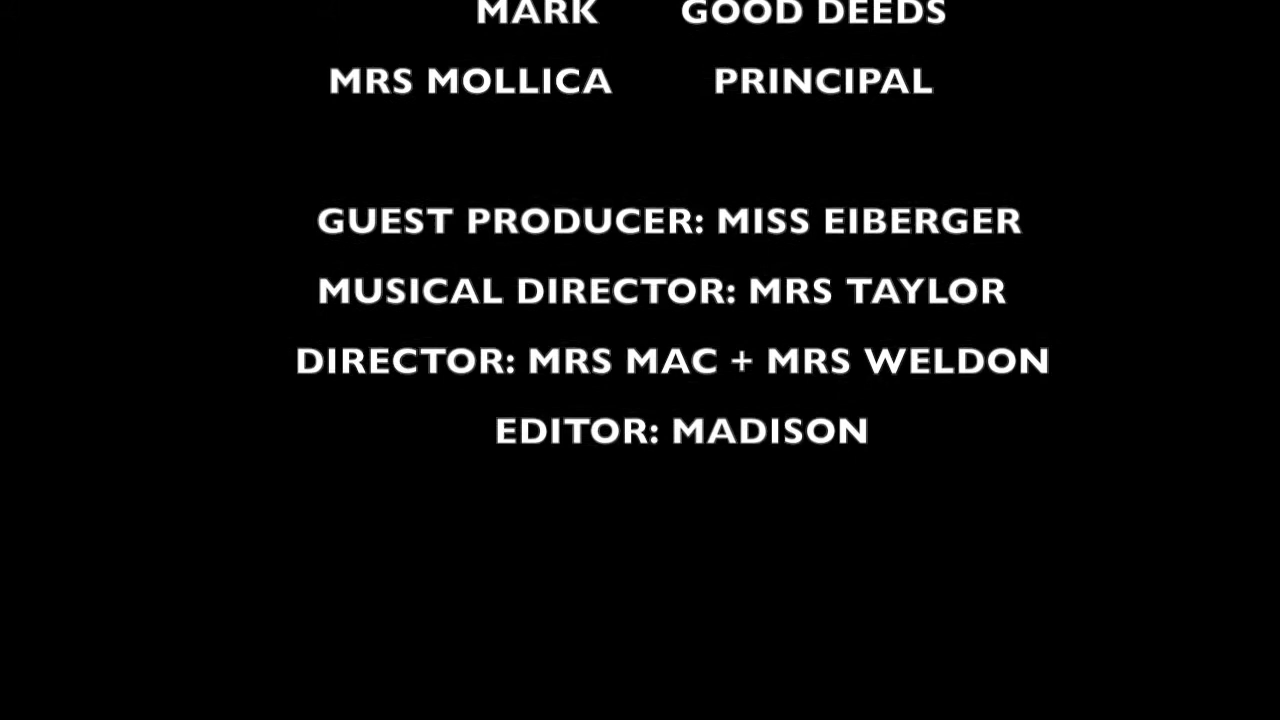 MARK GOOD DEEDS
MRS MOLLICA PRINCIPAL
GUEST PRODUCER: MISS EIBERGER
MUSICAL DIRECTOR: MRS TAYLOR
DIRECTOR: MRS MAC + MRS WELDON
EDITOR: MADISON